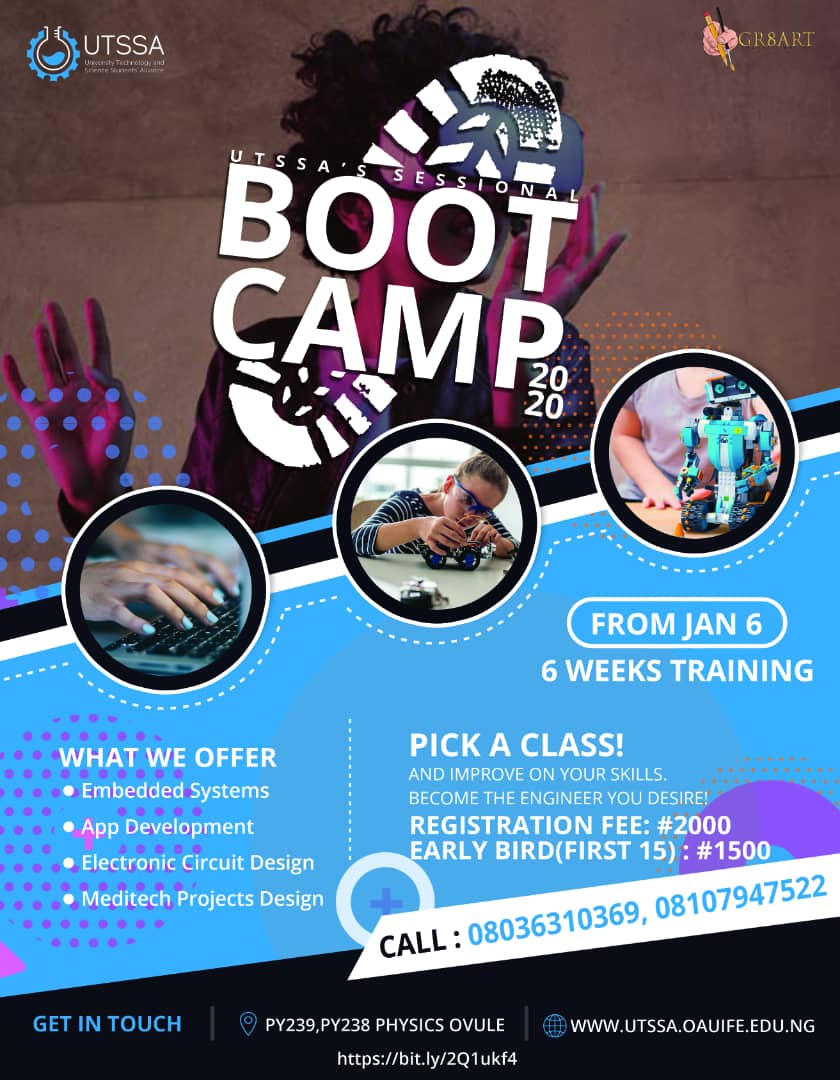 UTSSA
University Technology and
Science Students' Alliance
GR8ART
UTSSA'S SESSIONAL
BOOT
CAMP
20
20
FROM JAN 6
6 WEEKS TRAINING
WHAT WE OFFER
Embedded Systems
App Development
Electronic Circuit Design
Meditech Projects Design
PICK A CLASS!
AND IMPROVE ON YOUR SKILLS.
BECOME THE ENGINEER YOU DESIRE!
REGISTRATION FEE: #2000
EARLY BIRD(FIRST 15) : #1500
CALL : 08036310369, 08107947522
GET IN TOUCH
PY239,PY238 PHYSICS OVULE
WWW.UTSSA.OAUIFE.EDU.NG
https://bit.ly/2Q1ukf4